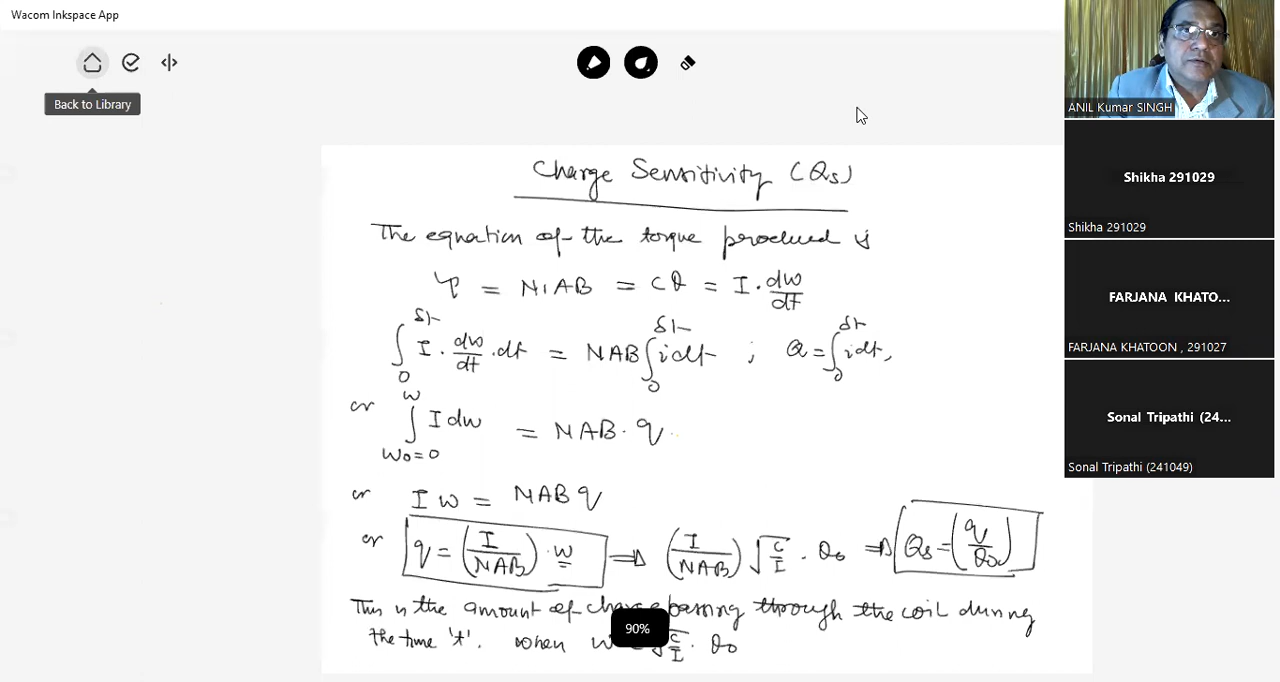 Wacom Inkspace App
Back to Library
ANIL Kumar SINGH
Shikha 291029
Shikha 291029
FARJANA KHATO...
FARJANA KHATOON , 291027
Sonal Tripathi (24...
Sonal Tripathi (241049)
Charge Sensitivity (Qs)
The equation of the torque produced is
τ = NIAB = Cθ = I . dω/dt
∫₀^δt I . dω/dt . dt = NAB ∫₀^δt i dt ; Q = ∫₀^δt i dt,
or ∫_{ω₀=0}^ω I dω = NAB . q
or I ω = NAB q
or q = (I/NAB) . ω ⟹ (I/NAB) √(C/I) . θ₀ ⟹ Qs = (q/θ₀)
This is the amount of charge passing through the coil during
the time 't'. when ω √(C/I) . θ₀
90%